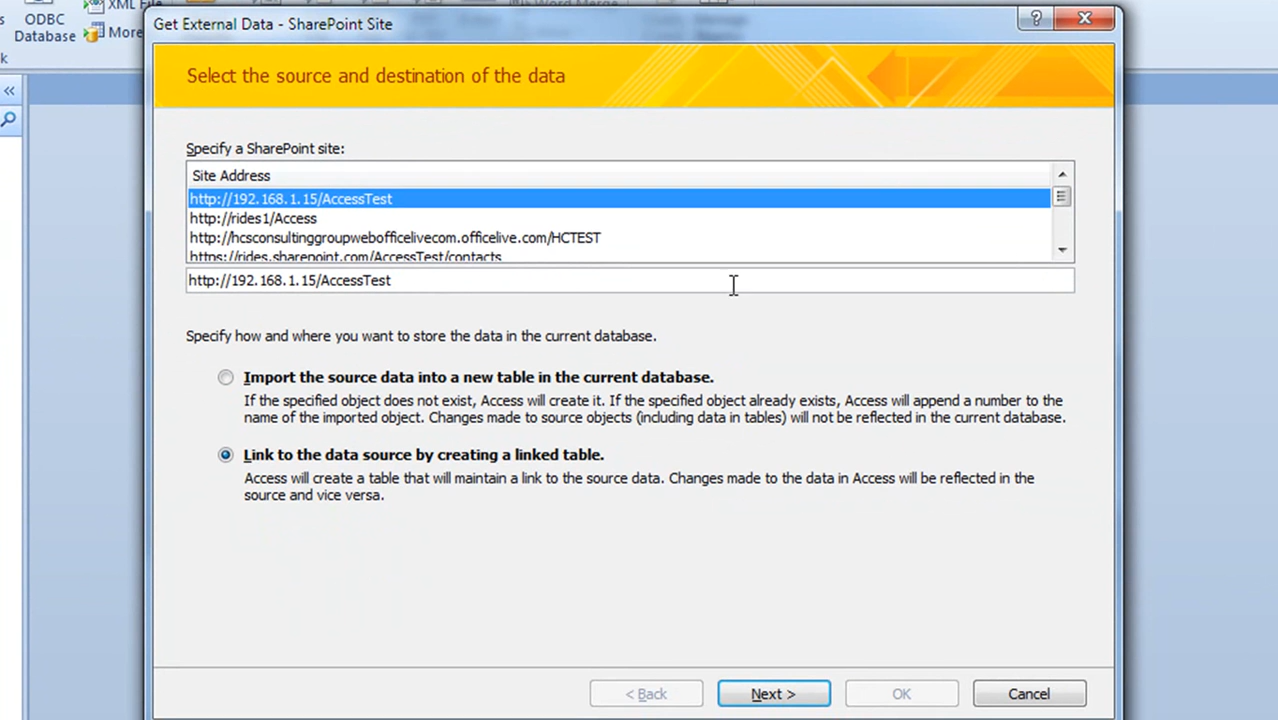 XML File
Word Merge
ODBC
Database
More
Get External Data - SharePoint Site
Select the source and destination of the data
Specify a SharePoint site:
Site Address
http://192.168.1.15/AccessTest
http://rides1/Access
http://hcsconsultinggroupwebofficelivecom.officelive.com/HCTEST
https://rides.sharepoint.com/AccessTest/contacts
http://192.168.1.15/AccessTest
Specify how and where you want to store the data in the current database.
Import the source data into a new table in the current database.
If the specified object does not exist, Access will create it. If the specified object already exists, Access will append a number to the
name of the imported object. Changes made to source objects (including data in tables) will not be reflected in the current database.
Link to the data source by creating a linked table.
Access will create a table that will maintain a link to the source data. Changes made to the data in Access will be reflected in the
source and vice versa.
< Back
Next >
OK
Cancel